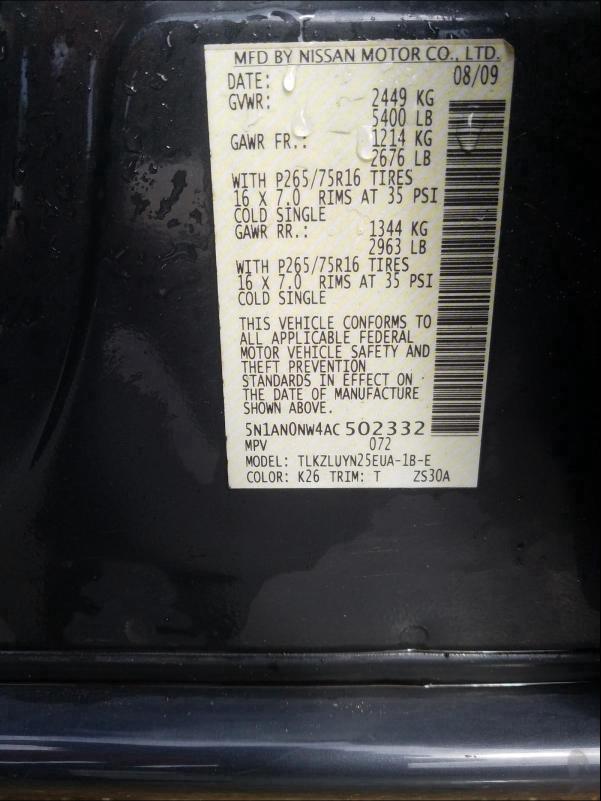 MFD BY NISSAN MOTOR CO., LTD.
DATE: 08/09
GVWR: 2449 KG
5400 LB
GAWR FR.: 1214 KG
2676 LB
WITH P265/75R16 TIRES
16 X 7.0 RIMS AT 35 PSI
COLD SINGLE
GAWR RR.: 1344 KG
2963 LB
WITH P265/75R16 TIRES
16 X 7.0 RIMS AT 35 PSI
COLD SINGLE
THIS VEHICLE CONFORMS TO
ALL APPLICABLE FEDERAL
MOTOR VEHICLE SAFETY AND
THEFT PREVENTION
STANDARDS IN EFFECT ON
THE DATE OF MANUFACTURE
SHOWN ABOVE.
5N1AN0NW4AC502332
MPV 072
MODEL: TLKZLUYN25EUA-1B-E
COLOR: K26 TRIM: T ZS30A